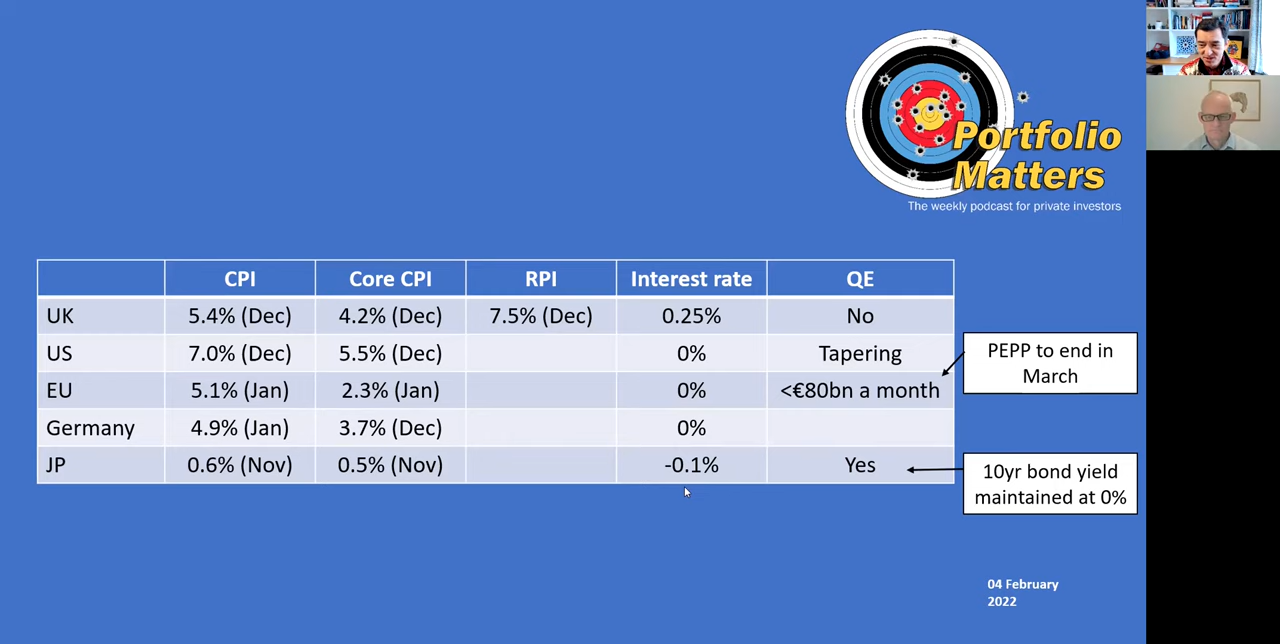 Portfolio
Matters
The weekly podcast for private investors
CPI Core CPI RPI Interest rate QE
UK 5.4% (Dec) 4.2% (Dec) 7.5% (Dec) 0.25% No
US 7.0% (Dec) 5.5% (Dec) 0% Tapering
EU 5.1% (Jan) 2.3% (Jan) 0% <€80bn a month
Germany 4.9% (Jan) 3.7% (Dec) 0%
JP 0.6% (Nov) 0.5% (Nov) -0.1% Yes
PEPP to end in
March
10yr bond yield
maintained at 0%
04 February
2022